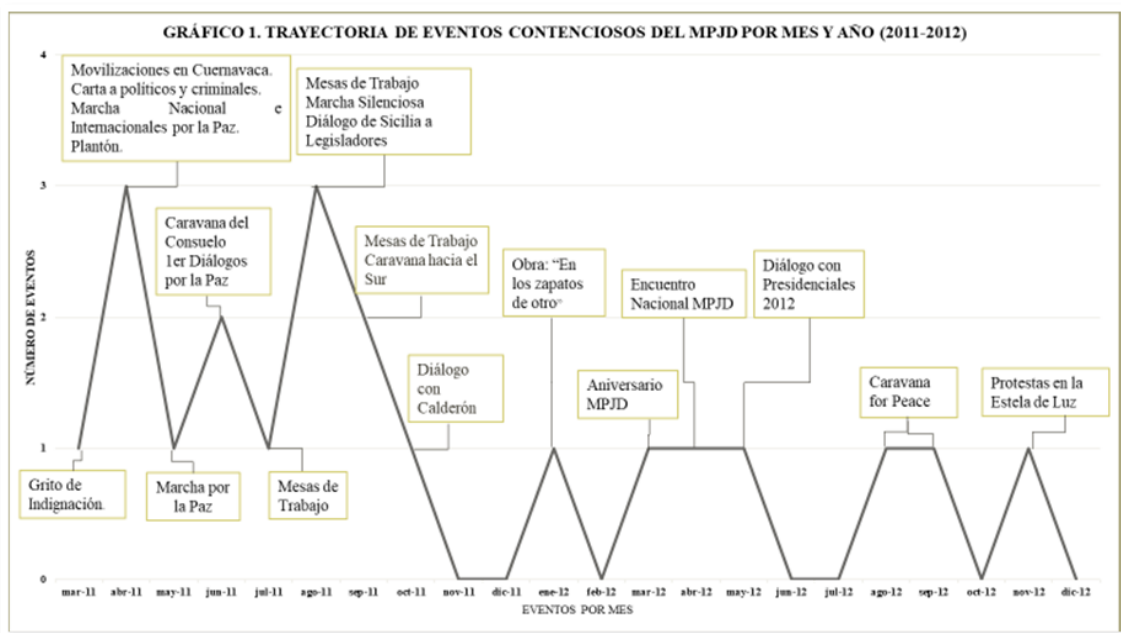 GRÁFICO 1. TRAYECTORIA DE EVENTOS CONTENCIOSOS DEL MPJD POR MES Y AÑO (2011-2012)
NÚMERO DE EVENTOS
4
3
2
1
0
Movilizaciones en Cuernavaca.
Carta a políticos y criminales.
Marcha Nacional e
Internacionales por la Paz.
Plantón.
Mesas de Trabajo
Marcha Silenciosa
Diálogo de Sicilia a
Legisladores
Caravana del
Consuelo
1er Diálogos
por la Paz
Mesas de Trabajo
Caravana hacia el
Sur
Obra: “En
los zapatos
de otro”
Encuentro
Nacional MPJD
Diálogo con
Presidenciales
2012
Diálogo
con
Calderón
Aniversario
MPJD
Caravana
for Peace
Protestas en la
Estela de Luz
Grito de
Indignación.
Marcha por
la Paz
Mesas de
Trabajo
mar-11 abr-11 may-11 jun-11 jul-11 ago-11 sep-11 oct-11 nov-11 dic-11 ene-12 feb-12 mar-12 abr-12 may-12 jun-12 jul-12 ago-12 sep-12 oct-12 nov-12 dic-12
EVENTOS POR MES